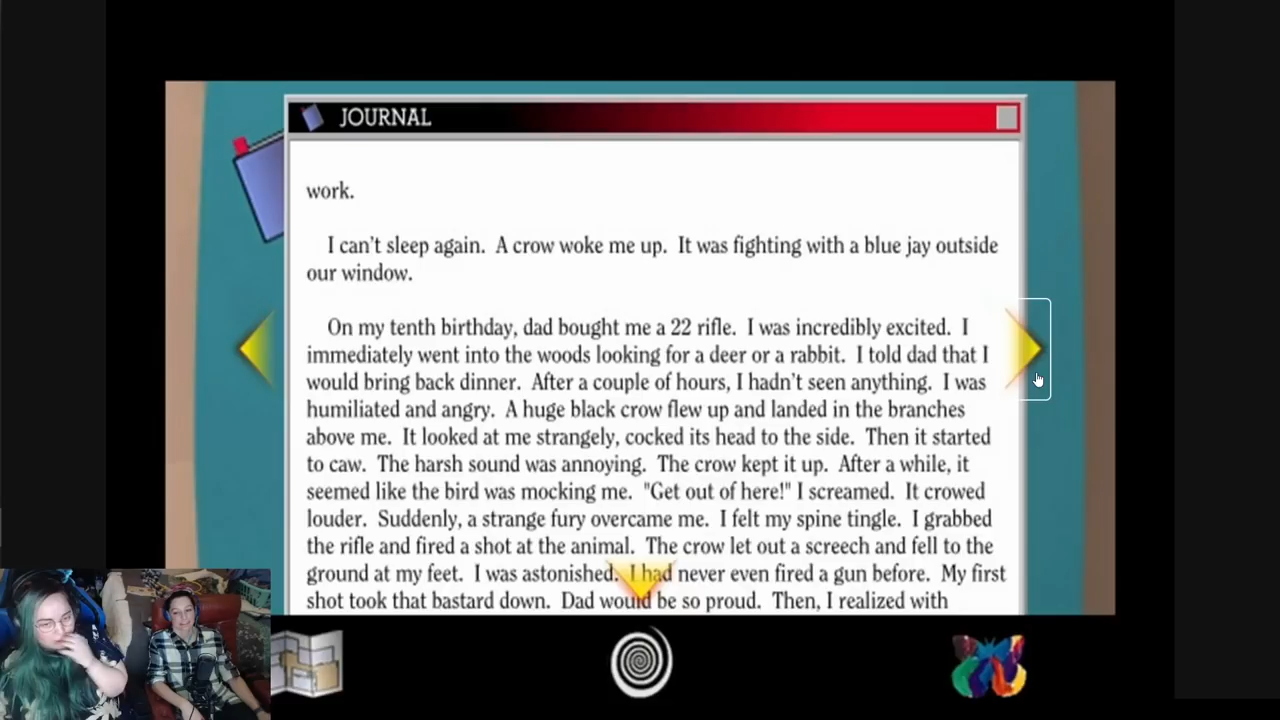 JOURNAL
work.
I can't sleep again. A crow woke me up. It was fighting with a blue jay outside
our window.
On my tenth birthday, dad bought me a 22 rifle. I was incredibly excited. I
immediately went into the woods looking for a deer or a rabbit. I told dad that I
would bring back dinner. After a couple of hours, I hadn't seen anything. I was
humiliated and angry. A huge black crow flew up and landed in the branches
above me. It looked at me strangely, cocked its head to the side. Then it started
to caw. The harsh sound was annoying. The crow kept it up. After a while, it
seemed like the bird was mocking me. "Get out of here!" I screamed. It crowed
louder. Suddenly, a strange fury overcame me. I felt my spine tingle. I grabbed
the rifle and fired a shot at the animal. The crow let out a screech and fell to the
ground at my feet. I was astonished. I had never even fired a gun before. My first
shot took that bastard down. Dad would be so proud. Then, I realized with